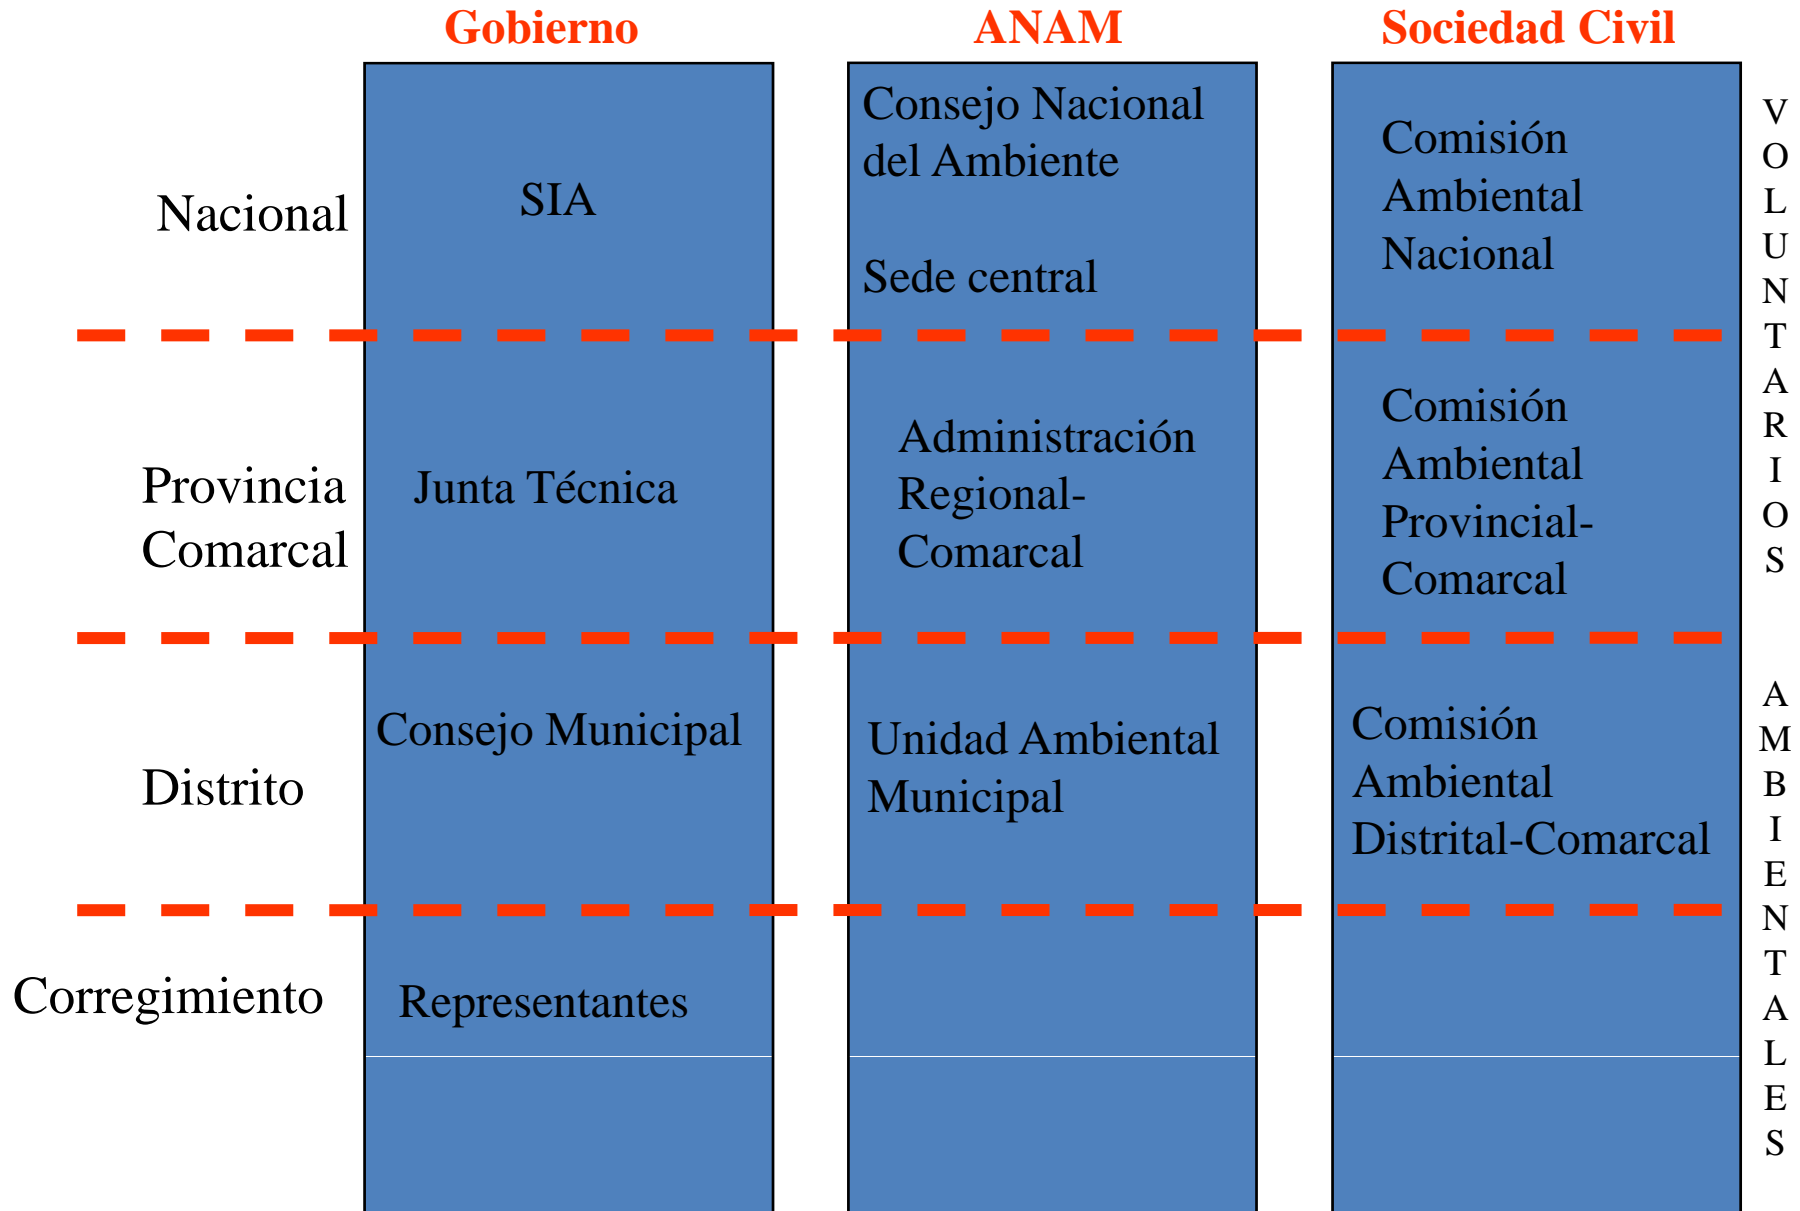 Gobierno
ANAM
Sociedad Civil
Nacional
SIA
Consejo Nacional
del Ambiente
Sede central
Comisión
Ambiental
Nacional
Provincia
Comarcal
Junta Técnica
Administración
Regional-
Comarcal
Comisión
Ambiental
Provincial-
Comarcal
Distrito
Consejo Municipal
Unidad Ambiental
Municipal
Comisión
Ambiental
Distrital-Comarcal
Corregimiento
Representantes
VOLUNTARIOS
AMBIENTALES